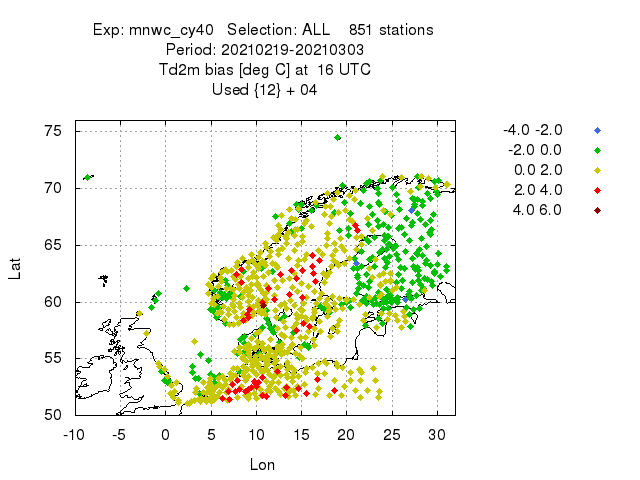 Exp: mnwc_cy40 Selection: ALL 851 stations
Period: 20210219-20210303
Td2m bias [deg C] at 16 UTC
Used {12} + 04
-4.0 -2.0
-2.0 0.0
0.0 2.0
2.0 4.0
4.0 6.0
75
70
65
60
55
50
Lat
-10 -5 0 5 10 15 20 25 30
Lon